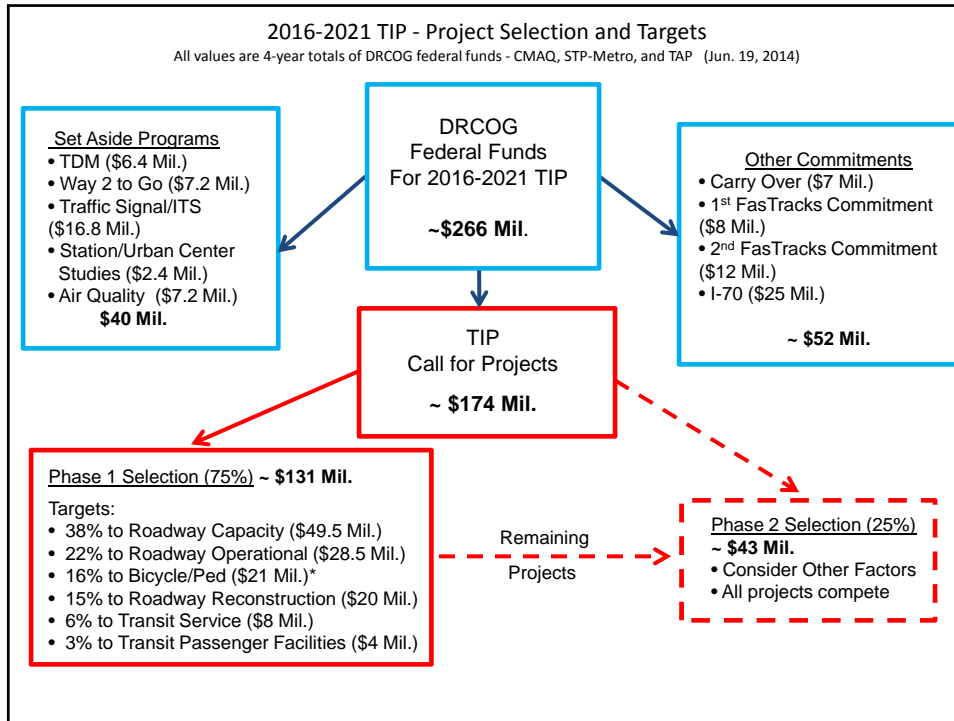 2016-2021 TIP - Project Selection and Targets
All values are 4-year totals of DRCOG federal funds - CMAQ, STP-Metro, and TAP (Jun. 19, 2014)
Set Aside Programs
• TDM ($6.4 Mil.)
• Way 2 to Go ($7.2 Mil.)
• Traffic Signal/ITS
($16.8 Mil.)
• Station/Urban Center
Studies ($2.4 Mil.)
• Air Quality ($7.2 Mil.)
$40 Mil.
DRCOG
Federal Funds
For 2016-2021 TIP
~$266 Mil.
Other Commitments
• Carry Over ($7 Mil.)
• 1st FasTracks Commitment
($8 Mil.)
• 2nd FasTracks Commitment
($12 Mil.)
• I-70 ($25 Mil.)
~ $52 Mil.
TIP
Call for Projects
~ $174 Mil.
Phase 1 Selection (75%) ~ $131 Mil.
Targets:
• 38% to Roadway Capacity ($49.5 Mil.)
• 22% to Roadway Operational ($28.5 Mil.)
• 16% to Bicycle/Ped ($21 Mil.)*
• 15% to Roadway Reconstruction ($20 Mil.)
• 6% to Transit Service ($8 Mil.)
• 3% to Transit Passenger Facilities ($4 Mil.)
Remaining
Projects
Phase 2 Selection (25%)
~ $43 Mil.
• Consider Other Factors
• All projects compete